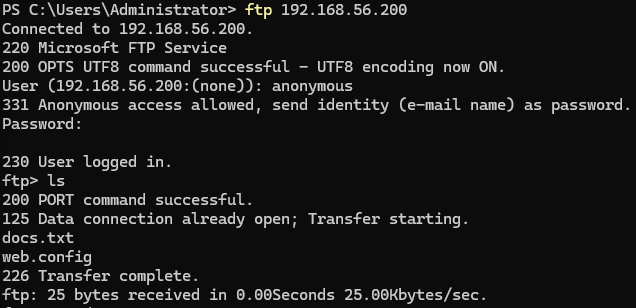 PS C:\Users\Administrator> ftp 192.168.56.200
Connected to 192.168.56.200.
220 Microsoft FTP Service
200 OPTS UTF8 command successful - UTF8 encoding now ON.
User (192.168.56.200:(none)): anonymous
331 Anonymous access allowed, send identity (e-mail name) as password.
Password:
230 User logged in.
ftp> ls
200 PORT command successful.
125 Data connection already open; Transfer starting.
docs.txt
web.config
226 Transfer complete.
ftp: 25 bytes received in 0.00Seconds 25.00Kbytes/sec.